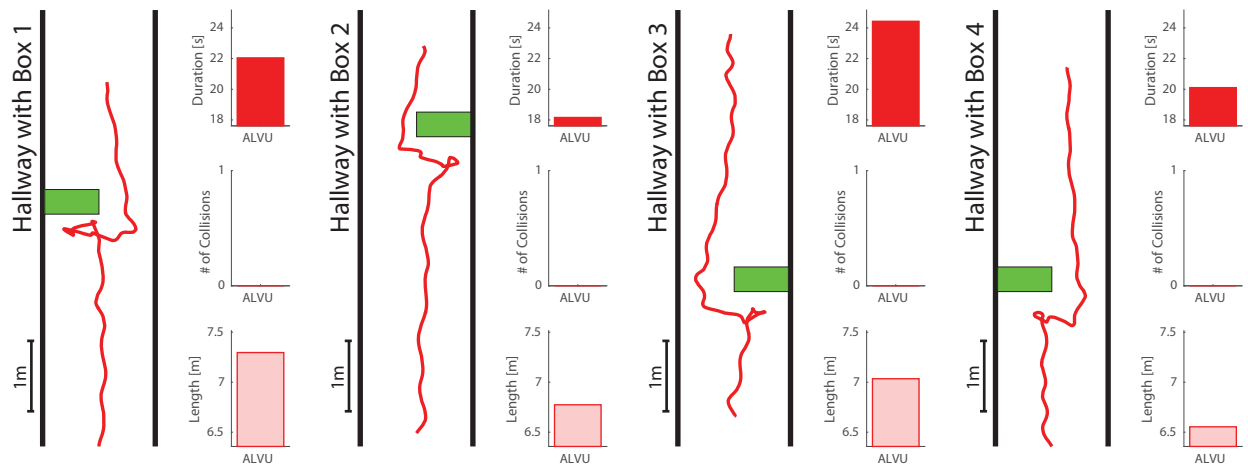 Hallway with Box 1
1m
Duration [s]
24
22
20
18
ALVU
# of Collisions
1
0
ALVU
Length [m]
7.5
7
6.5
ALVU
Hallway with Box 2
1m
Duration [s]
24
22
20
18
ALVU
# of Collisions
1
0
ALVU
Length [m]
7.5
7
6.5
ALVU
Hallway with Box 3
1m
Duration [s]
24
22
20
18
ALVU
# of Collisions
1
0
ALVU
Length [m]
7.5
7
6.5
ALVU
Hallway with Box 4
1m
Duration [s]
24
22
20
18
ALVU
# of Collisions
1
0
ALVU
Length [m]
7.5
7
6.5
ALVU